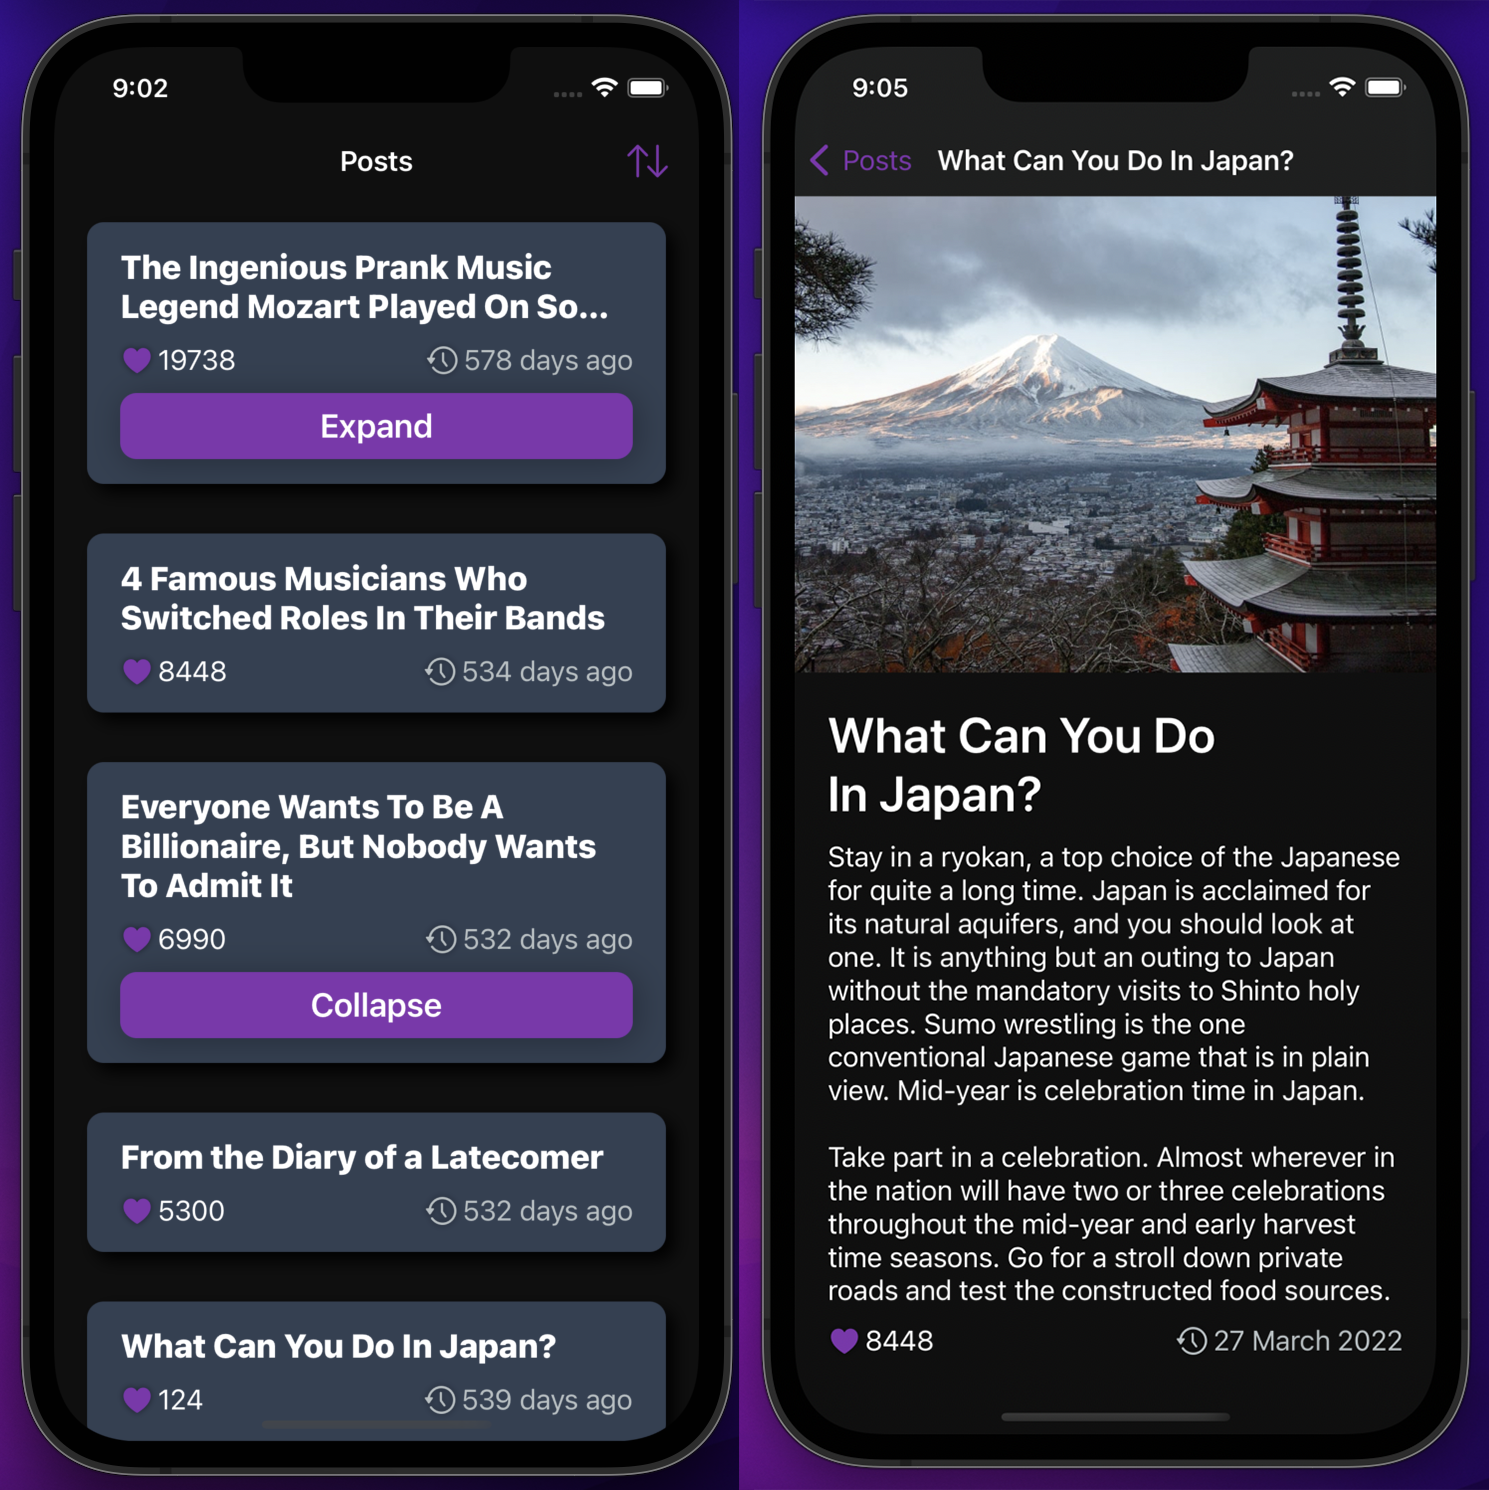 9:02
Posts
The Ingenious Prank Music
Legend Mozart Played On So...
19738
578 days ago
Expand
4 Famous Musicians Who
Switched Roles In Their Bands
8448
534 days ago
Everyone Wants To Be A
Billionaire, But Nobody Wants
To Admit It
6990
532 days ago
Collapse
From the Diary of a Latecomer
5300
532 days ago
What Can You Do In Japan?
124
539 days ago
9:05
Posts
What Can You Do In Japan?
What Can You Do
In Japan?
Stay in a ryokan, a top choice of the Japanese
for quite a long time. Japan is acclaimed for
its natural aquifers, and you should look at
one. It is anything but an outing to Japan
without the mandatory visits to Shinto holy
places. Sumo wrestling is the one
conventional Japanese game that is in plain
view. Mid-year is celebration time in Japan.
Take part in a celebration. Almost wherever in
the nation will have two or three celebrations
throughout the mid-year and early harvest
time seasons. Go for a stroll down private
roads and test the constructed food sources.
8448
27 March 2022